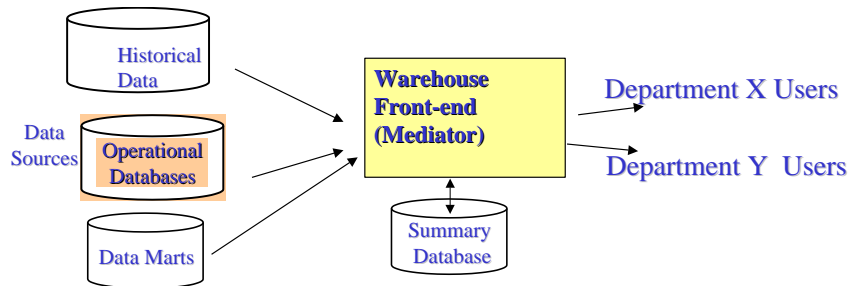 Historical
Data
Data
Sources
Operational
Databases
Data Marts
Warehouse
Front-end
(Mediator)
Summary
Database
Department X Users
Department Y Users